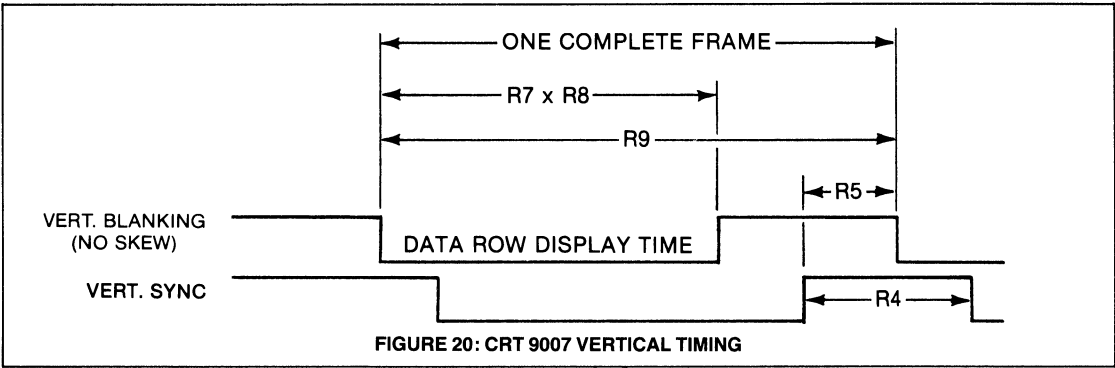 ONE COMPLETE FRAME
R7 x R8
R9
R5
VERT. BLANKING
(NO SKEW)
DATA ROW DISPLAY TIME
VERT. SYNC
R4
FIGURE 20: CRT 9007 VERTICAL TIMING